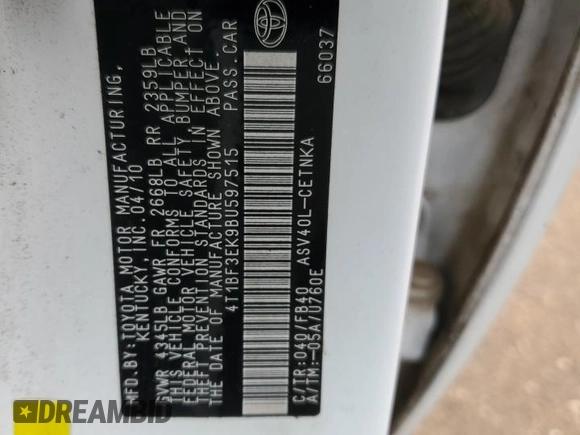 MFD.BY:TOYOTA MOTOR MANUFACTURING,
KENTUCKY,INC.04/10
GVWR 4345LB GAWR FR 2668LB RR 2359LB
THIS VEHICLE CONFORMS TO ALL APPLICABLE
FEDERAL MOTOR VEHICLE SAFETY,BUMPER,AND
THEFT PREVENTION STANDARDS IN EFFECT ON
THE DATE OF MANUFACTURE SHOWN ABOVE.
4T1BF3EK9BU597515 PASS.CAR
C/TR:040/FB40 ASV40L-CETNKA
A/TM:-05A/U760E 66037
DREAMBID